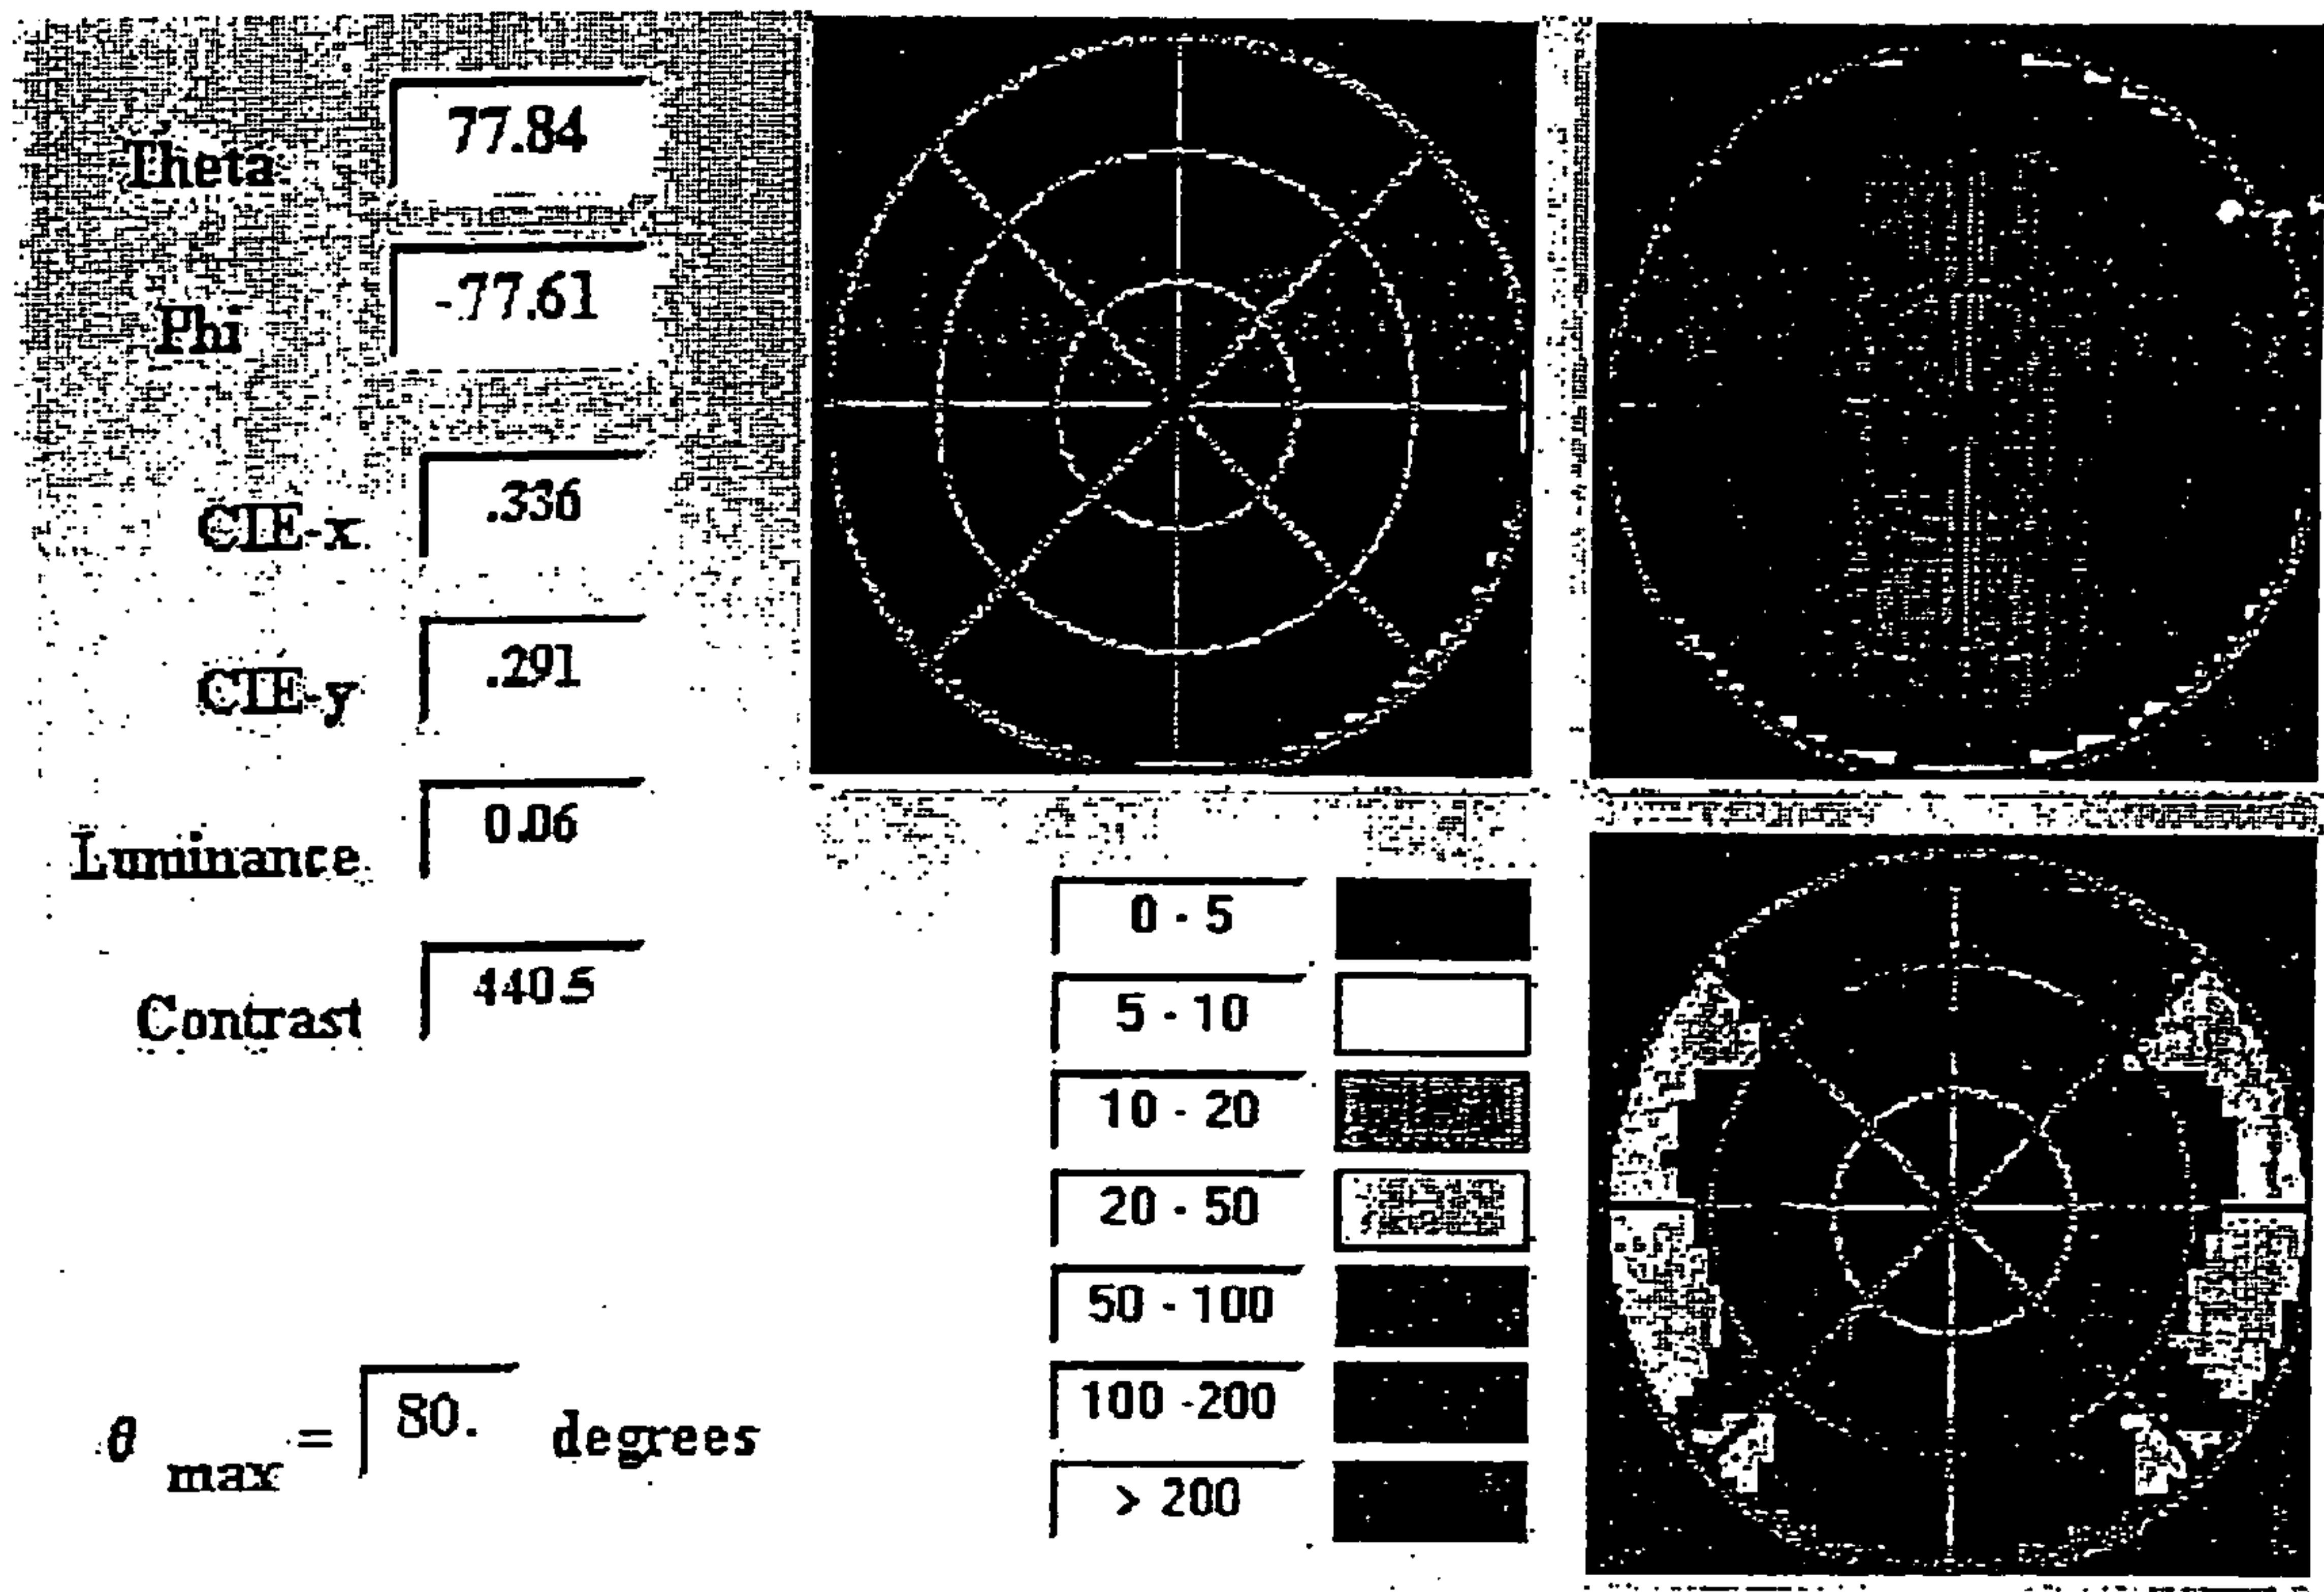 Theta 77.84
Phi -77.61
CIE-x .336
CIE-y .291
Luminance 0.06
Contrast 440.5
θ max = 80. degrees
0 - 5
5 - 10
10 - 20
20 - 50
50 - 100
100 -200
> 200